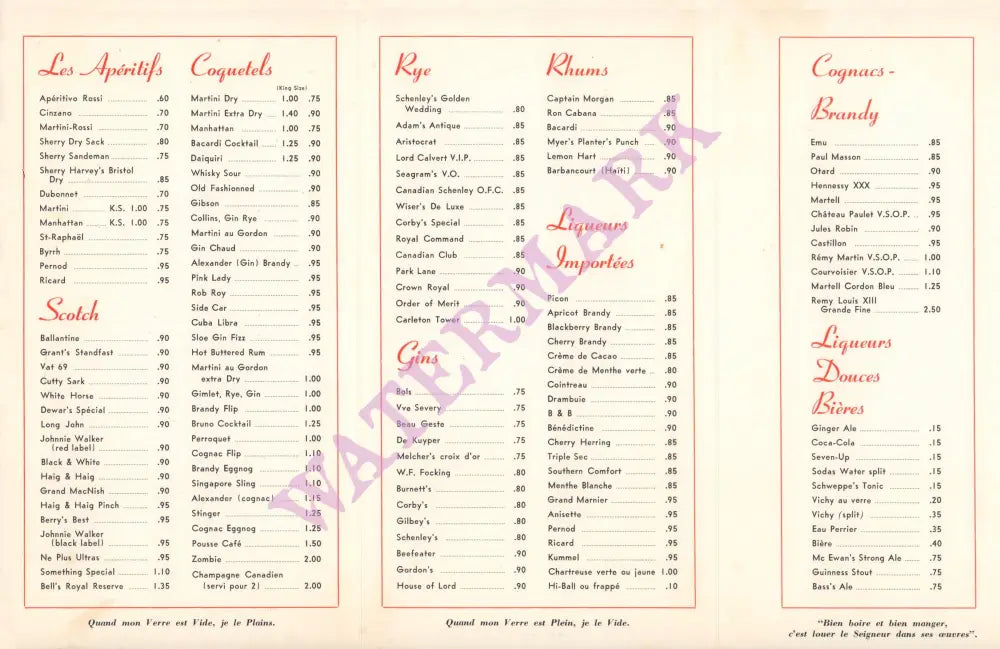 Les Apéritifs
Apéritivo Rossi .60
Cinzano .70
Martini-Rossi .70
Sherry Dry Sack .80
Sherry Sandeman .75
Sherry Harvey's Bristol
Dry .85
Dubonnet .70
Martini K.S. 1.00 .75
Manhattan K.S. 1.00 .75
St-Raphaël .75
Byrrh .75
Pernod .95
Ricard .95
Scotch
Ballantine .90
Grant's Standfast .90
Vat 69 .90
Cutty Sark .90
White Horse .90
Dewar's Spécial .90
Long John .90
Johnnie Walker
(red label) .90
Black & White .90
Haig & Haig .90
Grand MacNish .90
Haig & Haig Pinch .95
Berry's Best .95
Johnnie Walker
(black label) .95
Ne Plus Ultras .95
Something Special 1.10
Bell's Royal Reserve 1.35
Coquetels
(King Size)
Martini Dry 1.00 .75
Martini Extra Dry 1.40 .90
Manhattan 1.00 .75
Bacardi Cocktail 1.25 .90
Daiquiri 1.25 .90
Whisky Sour .90
Old Fashionned .90
Gibson .85
Collins, Gin Rye .90
Martini au Gordon .90
Gin Chaud .90
Alexander (Gin) Brandy .95
Pink Lady .95
Rob Roy .95
Side Car .95
Cuba Libra .95
Sloe Gin Fizz .95
Hot Buttered Rum .95
Martini au Gordon
extra Dry 1.00
Gimlet, Rye, Gin 1.00
Brandy Flip 1.00
Bruno Cocktail 1.25
Perroquet 1.00
Cognac Flip 1.10
Brandy Eggnog 1.10
Singapore Sling 1.10
Alexander (cognac) 1.15
Stinger 1.25
Cognac Eggnog 1.25
Pousse Café 1.50
Zombie 2.00
Champagne Canadien
(servi pour 2) 2.00
Quand mon Verre est Vide, je le Plains.
Rye
Schenley's Golden
Wedding .80
Adam's Antique .85
Aristocrat .85
Lord Calvert V.I.P. .85
Seagram's V.O. .85
Canadian Schenley O.F.C. .85
Wiser's De Luxe .85
Corby's Special .85
Royal Command .85
Canadian Club .85
Park Lane .90
Crown Royal .90
Order of Merit .90
Carleton Tower 1.00
Gins
Bols .75
Vve Severy .75
Beau Geste .75
De Kuyper .75
Melcher's croix d'or .75
W.F. Focking .80
Burnett's .80
Corby's .80
Gilbey's .80
Schenley's .80
Beefeater .90
Gordon's .90
House of Lord .90
Rhums
Captain Morgan .85
Ron Cabana .85
Bacardi .90
Myer's Planter's Punch .90
Lemon Hart .90
Barbancourt (Haïti) .90
Liqueurs
Importées
Picon .85
Apricot Brandy .85
Blackberry Brandy .85
Cherry Brandy .85
Crème de Cacao .85
Crème de Menthe verte .80
Cointreau .90
Drambuie .90
B & B .90
Bénédictine .90
Cherry Herring .85
Triple Sec .85
Southern Comfort .85
Menthe Blanche .85
Grand Marnier .95
Anisette .95
Pernod .95
Ricard .95
Kummel .95
Chartreuse verte ou jaune 1.00
Hi-Ball ou frappé .10
Quand mon Verre est Plein, je le Vide.
Cognacs -
Brandy
Emu .85
Paul Masson .85
Otard .90
Hennessy XXX .95
Martell .95
Château Paulet V.S.O.P. .95
Jules Robin .90
Castillon .95
Rémy Martin V.S.O.P. 1.00
Courvoisier V.S.O.P. 1.10
Martell Cordon Bleu 1.25
Remy Louis XIII
Grande Fine 2.50
Liqueurs
Douces
Bières
Ginger Ale .15
Coca-Cola .15
Seven-Up .15
Sodas Water split .15
Schweppe's Tonic .15
Vichy au verre .20
Vichy (split) .35
Eau Perrier .35
Bière .40
Mc Ewan's Strong Ale .75
Guinness Stout .75
Bass's Ale .75
"Bien boire et bien manger,
c'est louer le Seigneur dans ses œuvres".
WATERMARK